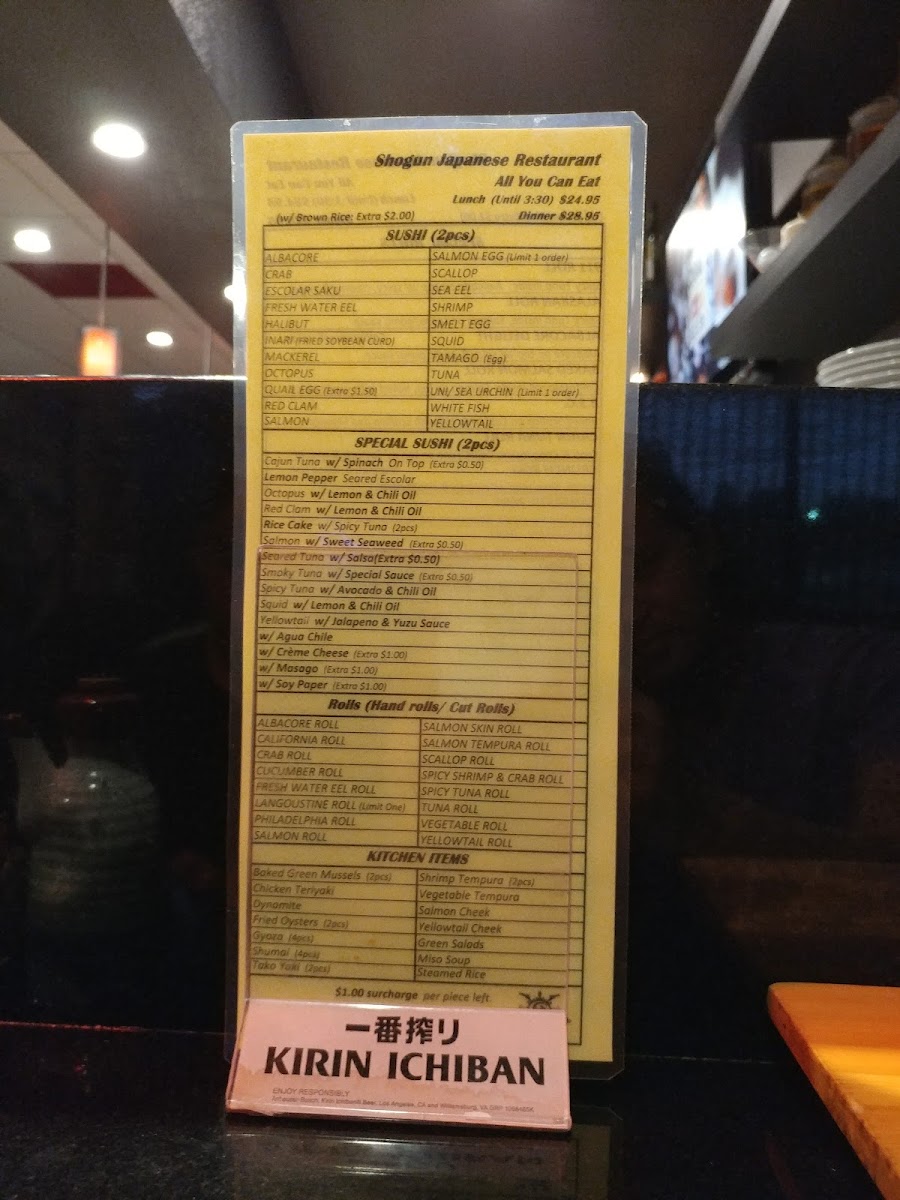 Shogun Japanese Restaurant
All You Can Eat
Lunch (Until 3:30) $24.95
(w/ Brown Rice: Extra $2.00) Dinner $28.95
SUSHI (2pcs)
ALBACORE SALMON EGG (Limit 1 order)
CRAB SCALLOP
ESCOLAR SAKU SEA EEL
FRESH WATER EEL SHRIMP
HALIBUT SMELT EGG
INARI (FRIED SOYBEAN CURD) SQUID
MACKEREL TAMAGO (Egg)
OCTOPUS TUNA
QUAIL EGG (Extra $1.50) UNI/ SEA URCHIN (Limit 1 order)
RED CLAM WHITE FISH
SALMON YELLOWTAIL
SPECIAL SUSHI (2pcs)
Cajun Tuna w/ Spinach On Top (Extra $0.50)
Lemon Pepper Seared Escolar
Octopus w/ Lemon & Chili Oil
Red Clam w/ Lemon & Chili Oil
Rice Cake w/ Spicy Tuna (2pcs)
Salmon w/ Sweet Seaweed (Extra $0.50)
Seared Tuna w/ Salsa(Extra $0.50)
Smoky Tuna w/ Special Sauce (Extra $0.50)
Spicy Tuna w/ Avocado & Chili Oil
Squid w/ Lemon & Chili Oil
Yellowtail w/ Jalapeno & Yuzu Sauce
w/ Agua Chile
w/ Crème Cheese (Extra $1.00)
w/ Masago (Extra $1.00)
w/ Soy Paper (Extra $1.00)
Rolls (Hand rolls/ Cut Rolls)
ALBACORE ROLL SALMON SKIN ROLL
CALIFORNIA ROLL SALMON TEMPURA ROLL
CRAB ROLL SCALLOP ROLL
CUCUMBER ROLL SPICY SHRIMP & CRAB ROLL
FRESH WATER EEL ROLL SPICY TUNA ROLL
LANGOUSTINE ROLL (Limit One) TUNA ROLL
PHILADELPHIA ROLL VEGETABLE ROLL
SALMON ROLL YELLOWTAIL ROLL
KITCHEN ITEMS
Baked Green Mussels (2pcs) Shrimp Tempura (2pcs)
Chicken Teriyaki Vegetable Tempura
Dynamite Salmon Cheek
Fried Oysters (2pcs) Yellowtail Cheek
Gyoza (4pcs) Green Salads
Shumai (4pcs) Miso Soup
Tako Yaki (2pcs) Steamed Rice
$1.00 surcharge per piece left
一番搾り
KIRIN ICHIBAN
ENJOY RESPONSIBLY